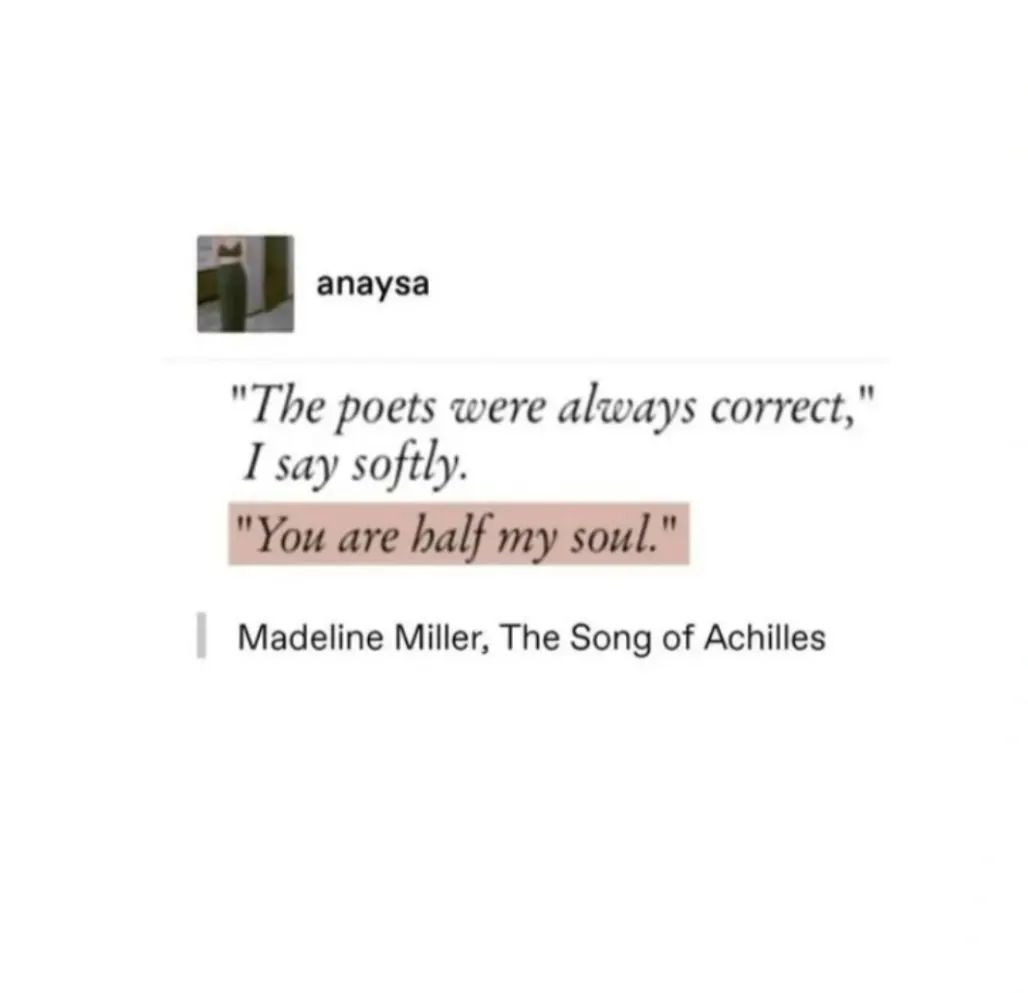 anaysa
"The poets were always correct,"
I say softly.
"You are half my soul."
Madeline Miller, The Song of Achilles